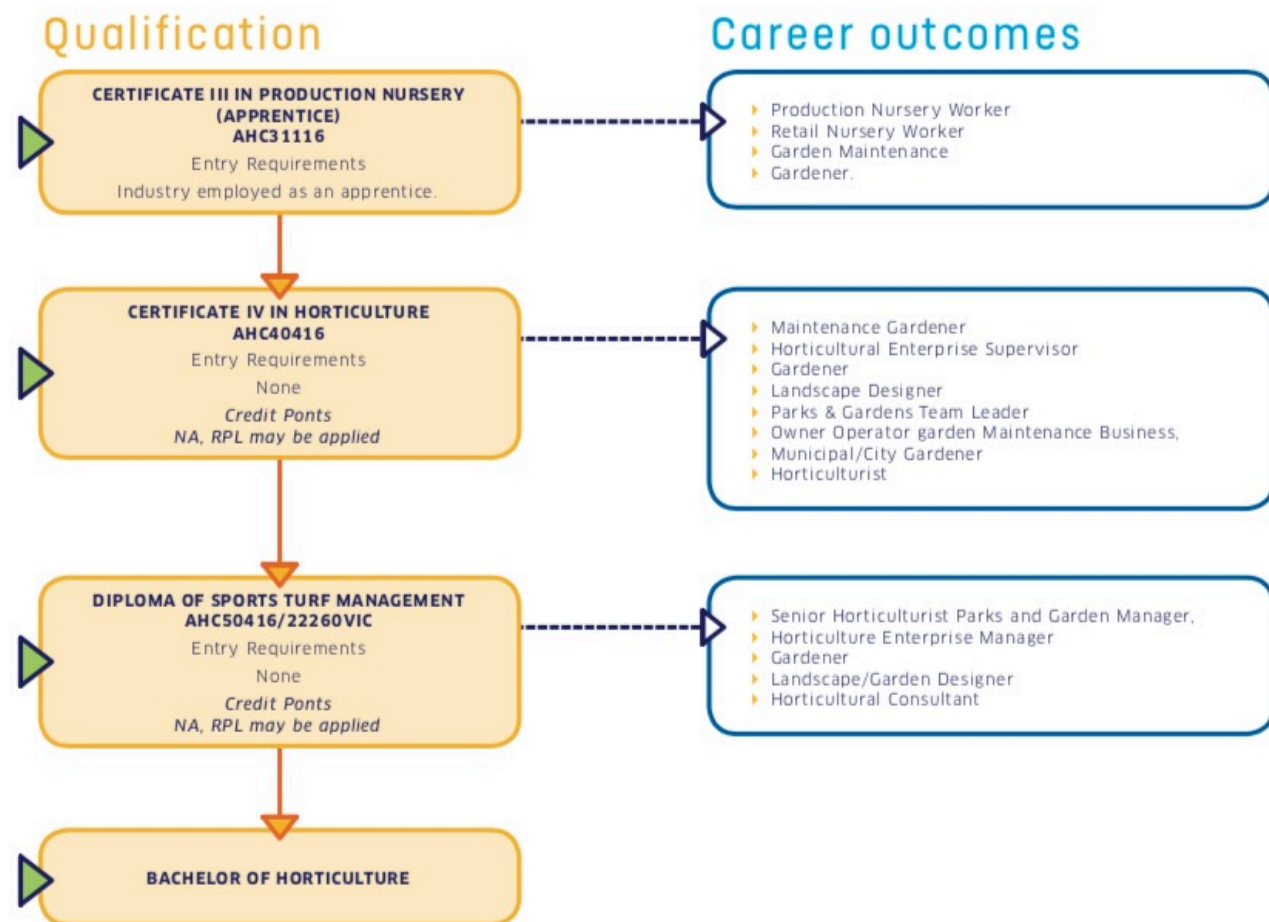 Qualification
Career outcomes
CERTIFICATE III IN PRODUCTION NURSERY
(APPRENTICE)
AHC31116
Entry Requirements
Industry employed as an apprentice.
Production Nursery Worker
Retail Nursery Worker
Garden Maintenance
Gardener.
CERTIFICATE IV IN HORTICULTURE
AHC40416
Entry Requirements
None
Credit Ponts
NA, RPL may be applied
Maintenance Gardener
Horticultural Enterprise Supervisor
Gardener
Landscape Designer
Parks & Gardens Team Leader
Owner Operator garden Maintenance Business,
Municipal/City Gardener
Horticulturist
DIPLOMA OF SPORTS TURF MANAGEMENT
AHC50416/22260VIC
Entry Requirements
None
Credit Ponts
NA, RPL may be applied
Senior Horticulturist Parks and Garden Manager,
Horticulture Enterprise Manager
Gardener
Landscape/Garden Designer
Horticultural Consultant
BACHELOR OF HORTICULTURE